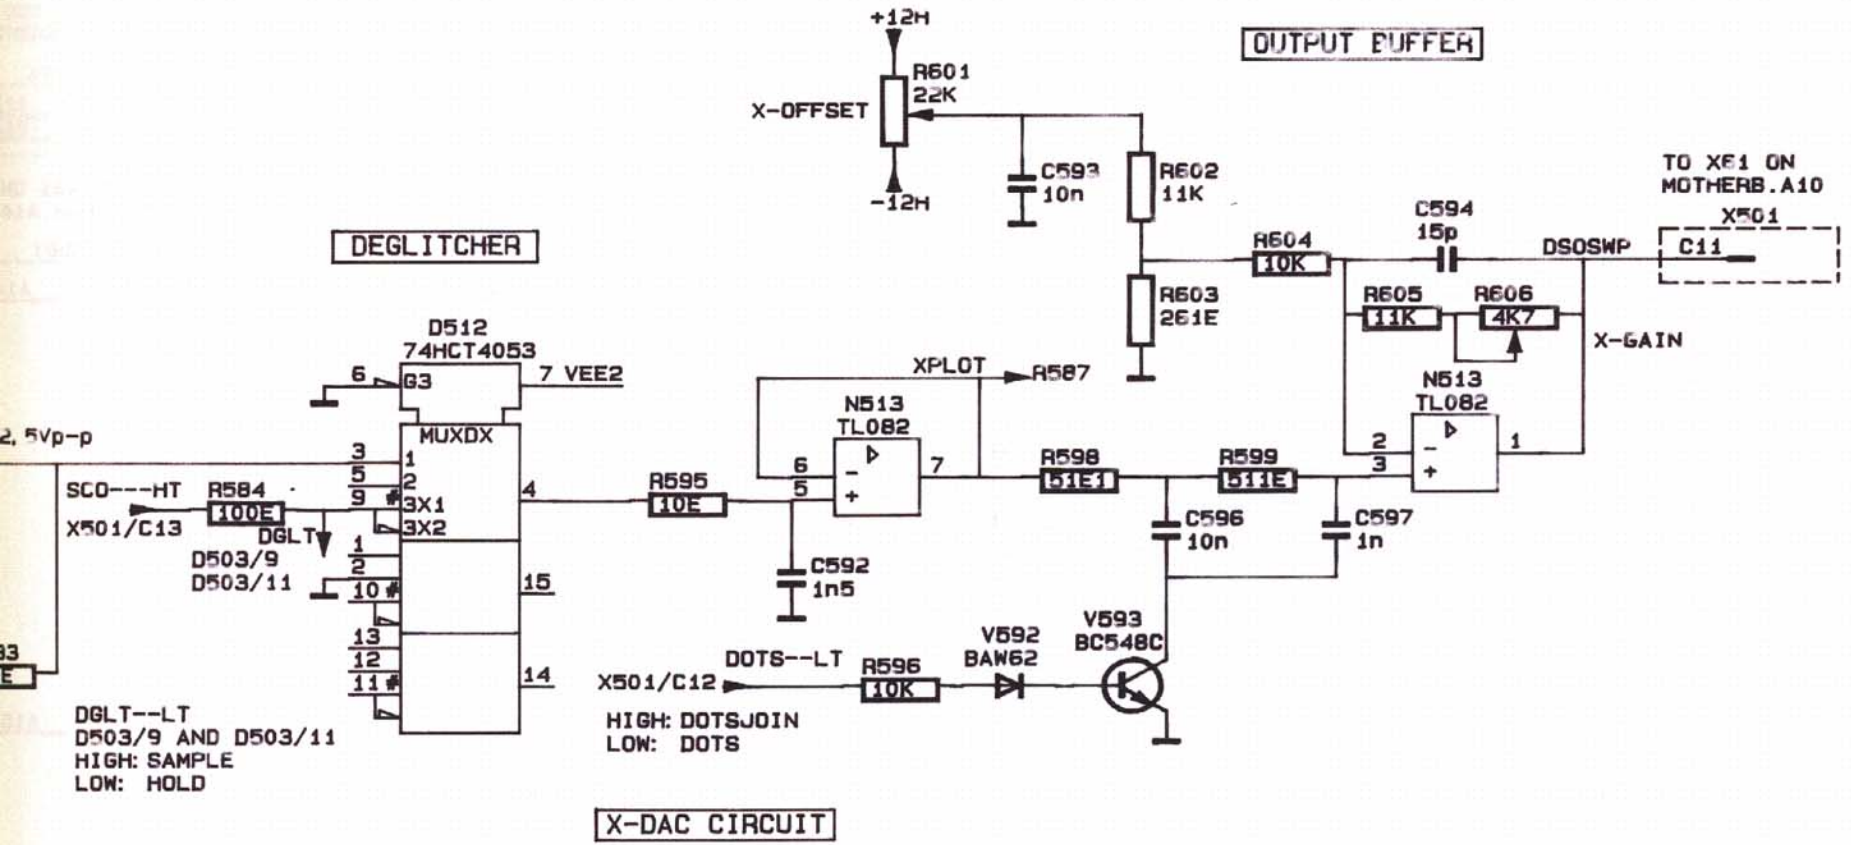 +12H
OUTPUT BUFFER
R601
22K
X-OFFSET
-12H
C593
10n
R602
11K
TO X61 ON
MOTHERB.A10
X501
C11
C594
15p
DSOSWP
R604
10K
R603
261E
R605
11K
R606
4K7
X-GAIN
DEGLITCHER
D512
74HCT4053
6
G3
7 VEE2
MUXDX
XPLOT
R587
N513
TL082
N513
TL082
2, 5Vp-p
3
1
5
2
9 #
3X1
3X2
4
SCO---HT
X501/C13
R584
100E
DGLT
D503/9
D503/11
1
2
10 #
15
13
12
11 #
14
R595
10E
6
-
5
+
7
C592
1n5
R598
51E1
R599
511E
2
-
3
+
1
C596
10n
C597
1n
V593
BC548C
V592
BAW62
DOTS--LT
X501/C12
R596
10K
HIGH: DOTSJOIN
LOW: DOTS
DGLT--LT
D503/9 AND D503/11
HIGH: SAMPLE
LOW: HOLD
93
E
X-DAC CIRCUIT